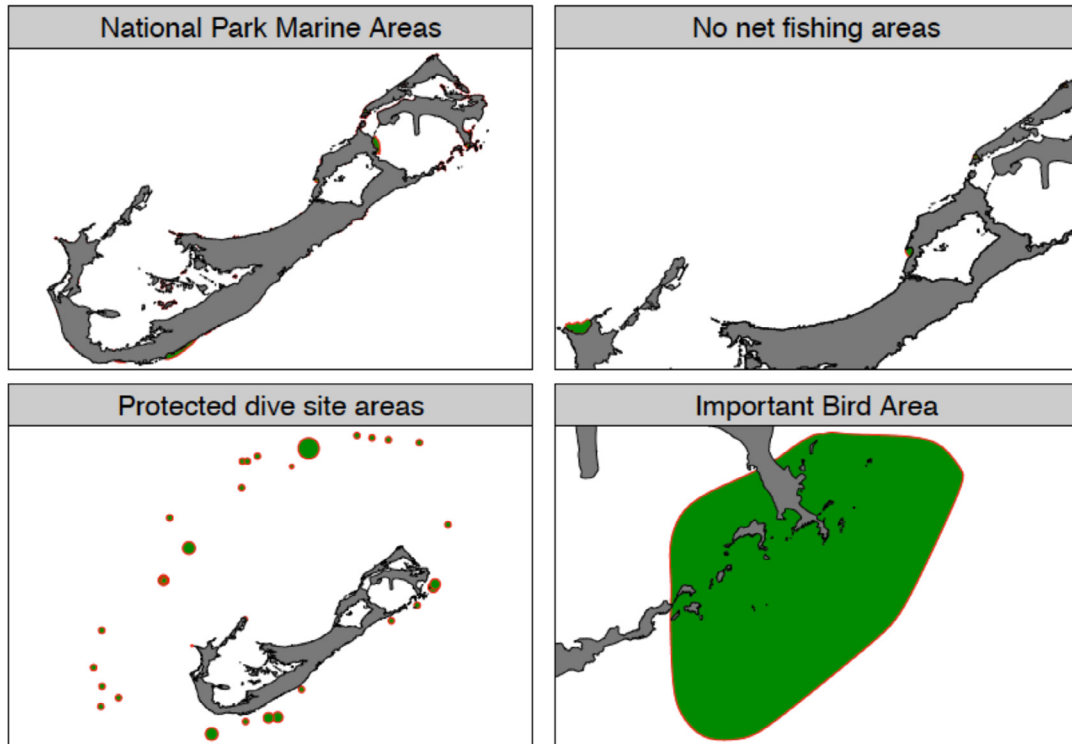 National Park Marine Areas
No net fishing areas
Protected dive site areas
Important Bird Area